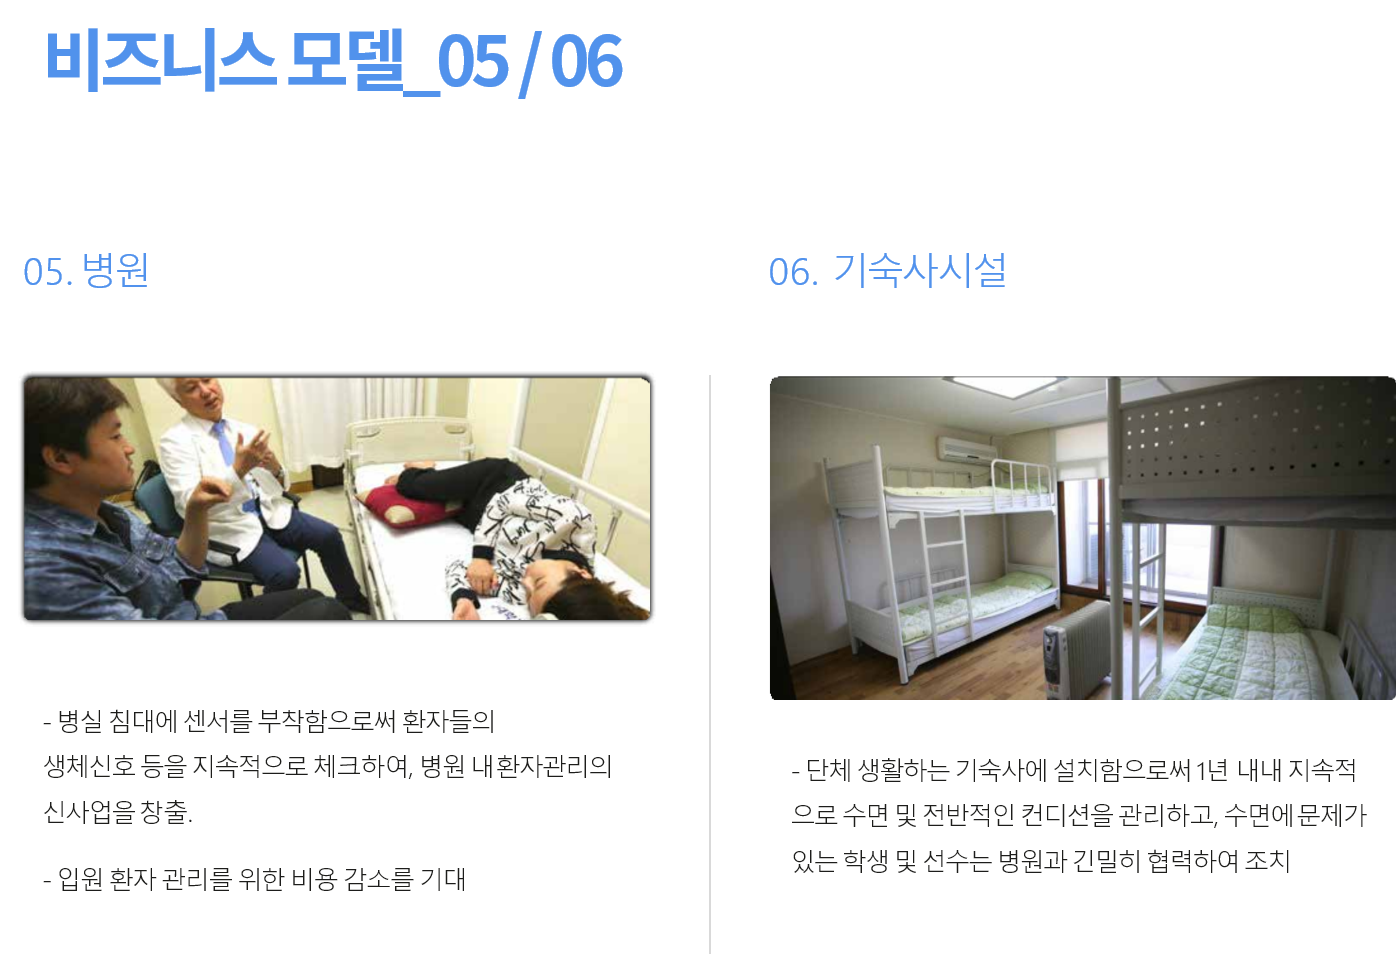 비즈니스 모델_05 / 06
05. 병원
- 병실 침대에 센서를 부착함으로써 환자들의
생체신호 등을 지속적으로 체크하여, 병원 내 환자관리의
신사업을 창출.
- 입원 환자 관리를 위한 비용 감소를 기대
06. 기숙사시설
- 단체 생활하는 기숙사에 설치함으로써 1년 내내 지속적
으로 수면 및 전반적인 컨디션을 관리하고, 수면에 문제가
있는 학생 및 선수는 병원과 긴밀히 협력하여 조치